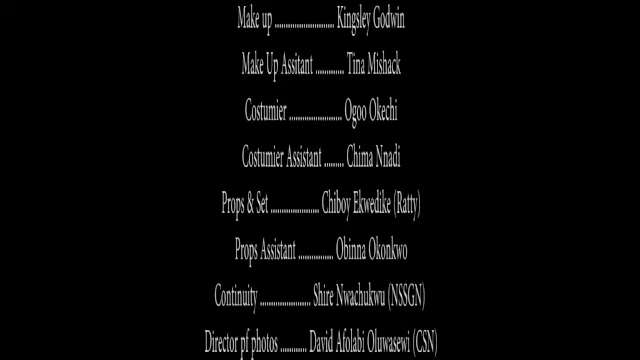 Make up ........................... Kingsley Godwin
Make Up Assitant ............. Tina Mishack
Costumier ........................ Ogoo Okechi
Costumier Assistant ......... Chima Nnadi
Props & Set ...................... Chiboy Ekwedike (Ratty)
Props Assistant ................ Obinna Okonkwo
Continuity ....................... Shire Nwachukwu (NSSGN)
Director pf photos ............ David Afolabi Oluwasewi (CSN)